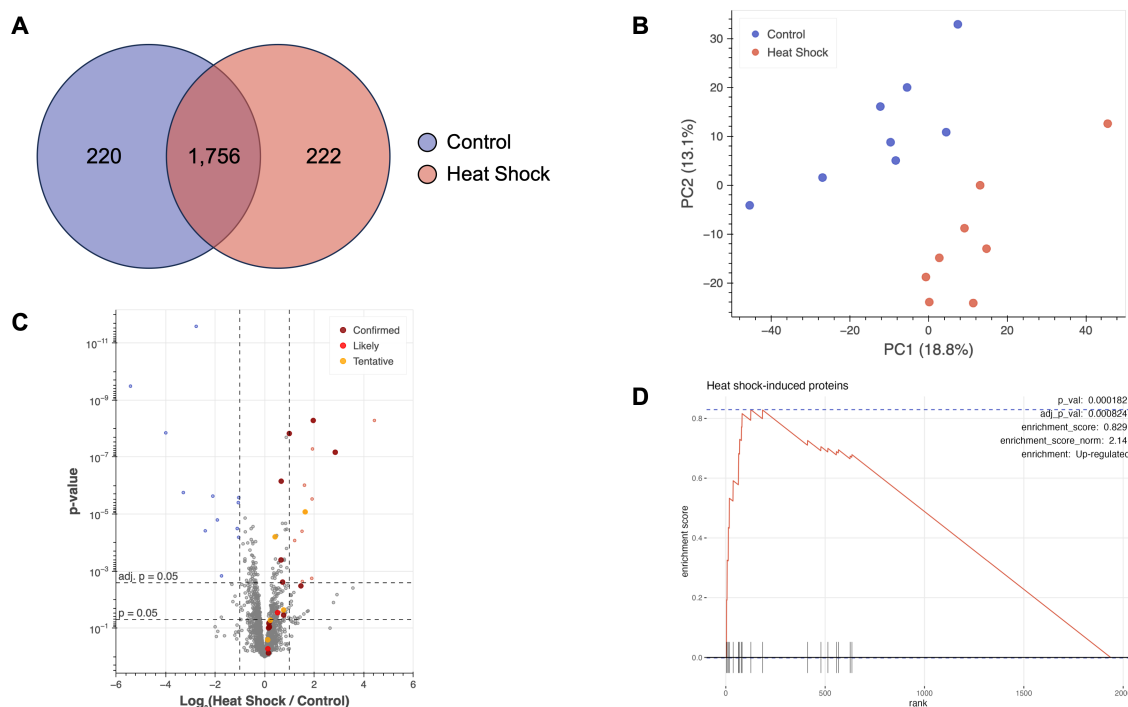 A
220
1,756
222
Control
Heat Shock
B
Control
Heat Shock
30
20
10
0
−10
−20
−40
−20
0
20
40
PC2 (13.1%)
PC1 (18.8%)
C
Confirmed
Likely
Tentative
10⁻¹¹
10⁻⁹
10⁻⁷
10⁻⁵
10⁻³
10⁻¹
p-value
adj. p = 0.05
p = 0.05
−6
−4
−2
0
2
4
6
Log₂(Heat Shock / Control)
D
Heat shock-induced proteins
p_val: 0.000182
adj_p_val: 0.000824
enrichment_score: 0.829
enrichment_score_norm: 2.14
enrichment: Up-regulated
0.8
0.6
0.4
0.2
0.0
enrichment score
0
500
1000
1500
rank